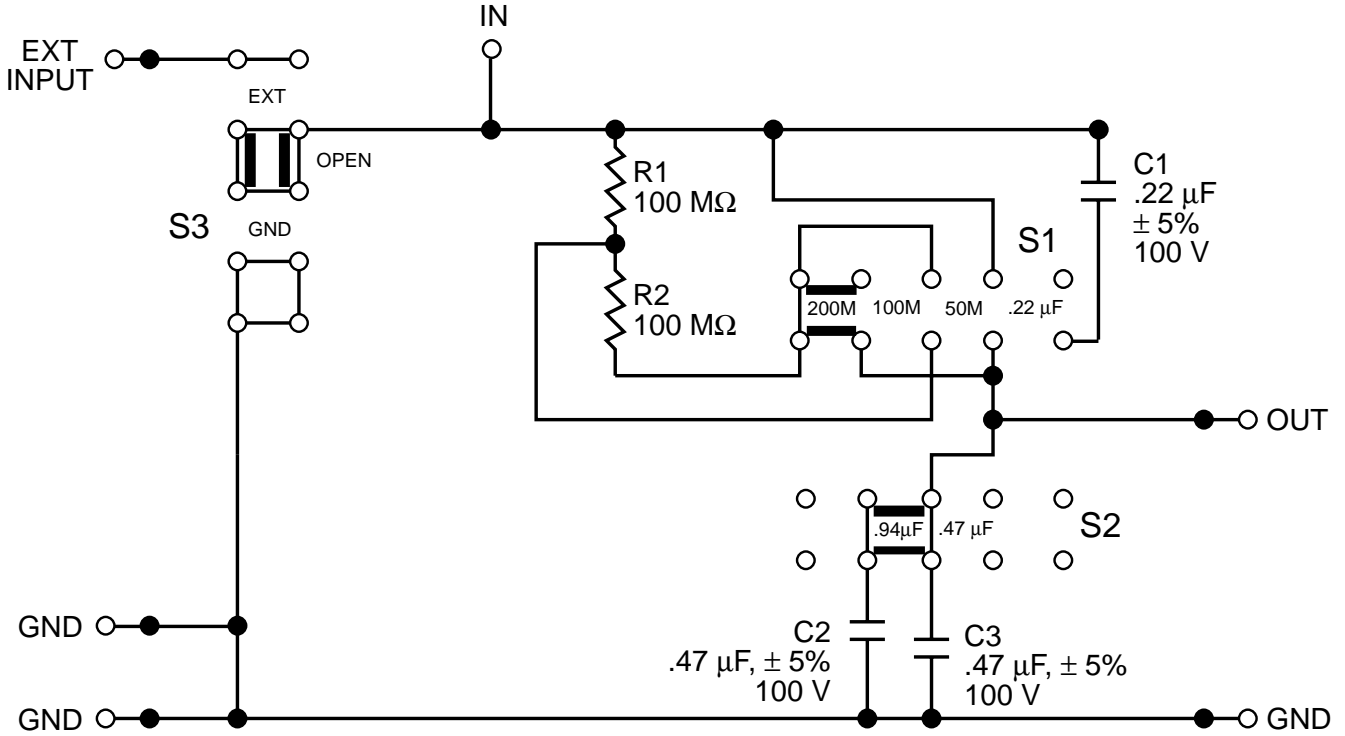 IN
EXT
INPUT
EXT
OPEN
S3
GND
R1
100 MΩ
R2
100 MΩ
C1
.22 μF
± 5%
100 V
S1
200M
100M
50M
.22 μF
OUT
.94μF
.47 μF
S2
GND
C2
.47 μF, ± 5%
100 V
C3
.47 μF, ± 5%
100 V
GND
GND